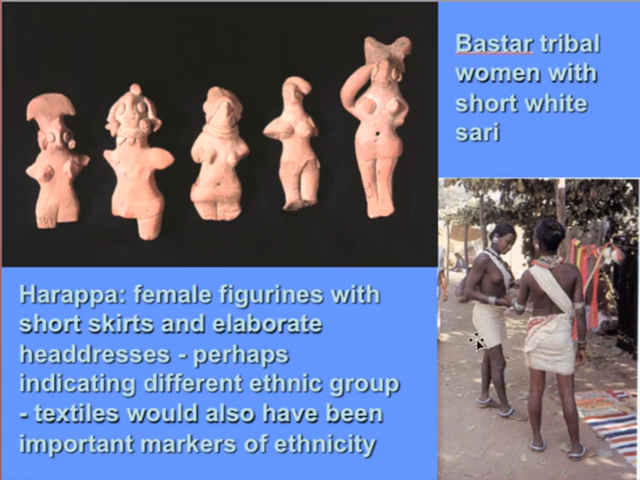 Bastar tribal
women with
short white
sari
Harappa: female figurines with
short skirts and elaborate
headdresses - perhaps
indicating different ethnic group
- textiles would also have been
important markers of ethnicity